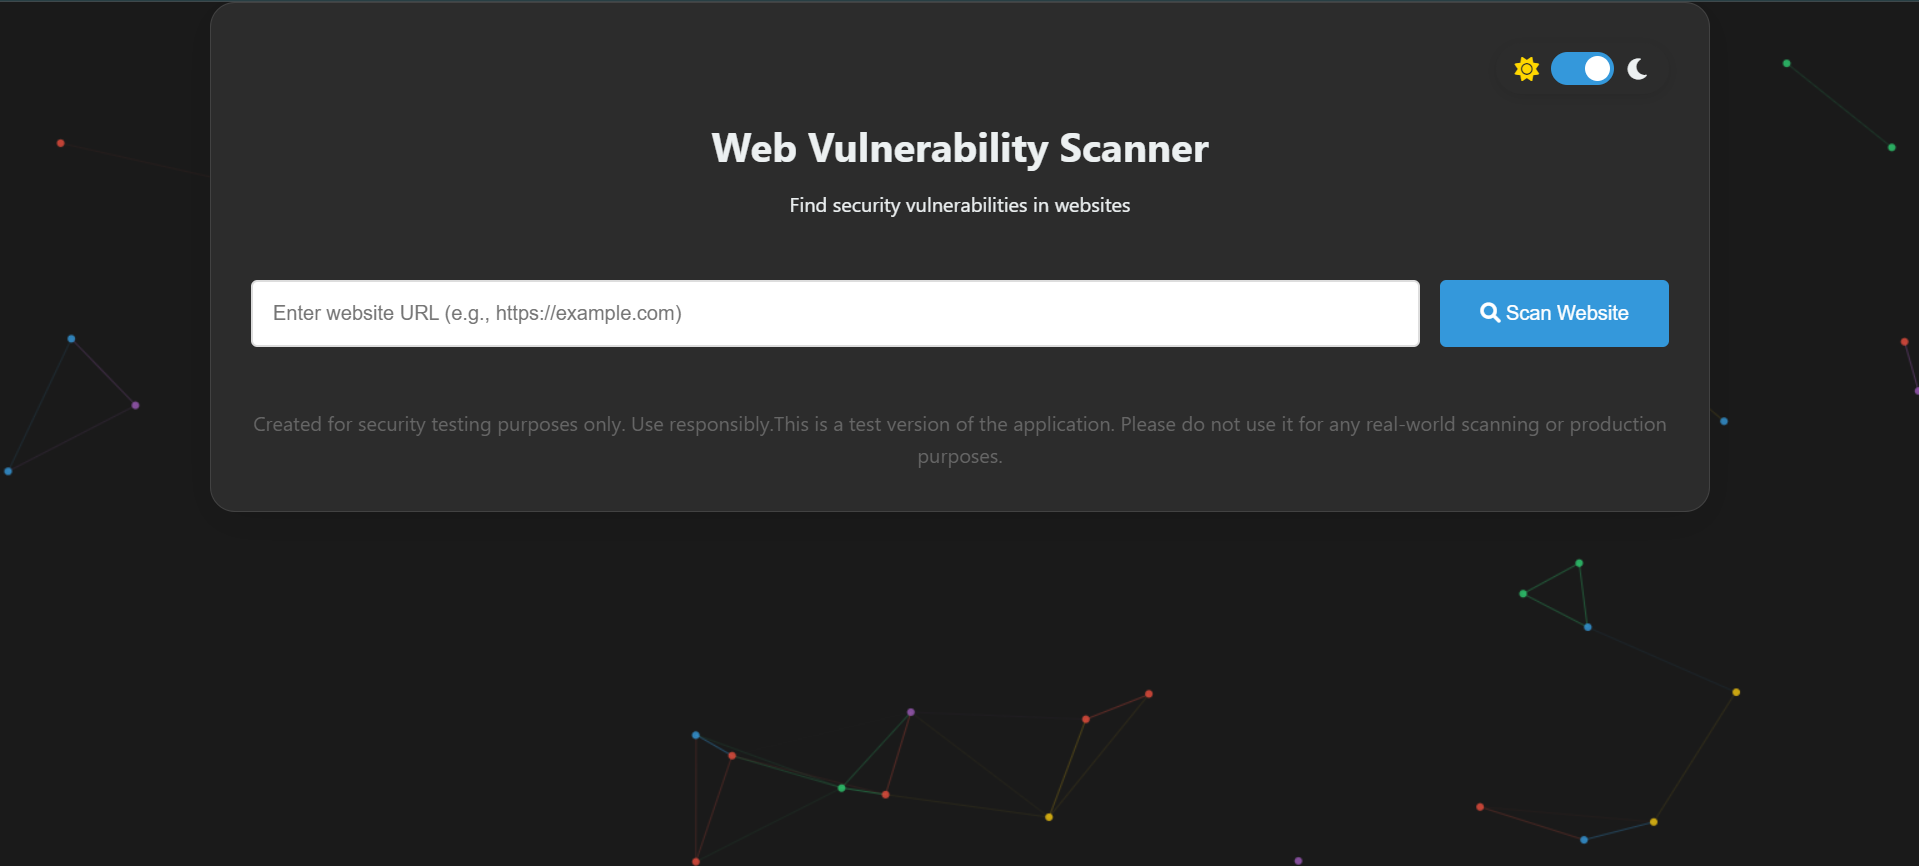 Web Vulnerability Scanner
Find security vulnerabilities in websites
Enter website URL (e.g., https://example.com)
Scan Website
Created for security testing purposes only. Use responsibly.This is a test version of the application. Please do not use it for any real-world scanning or production
purposes.